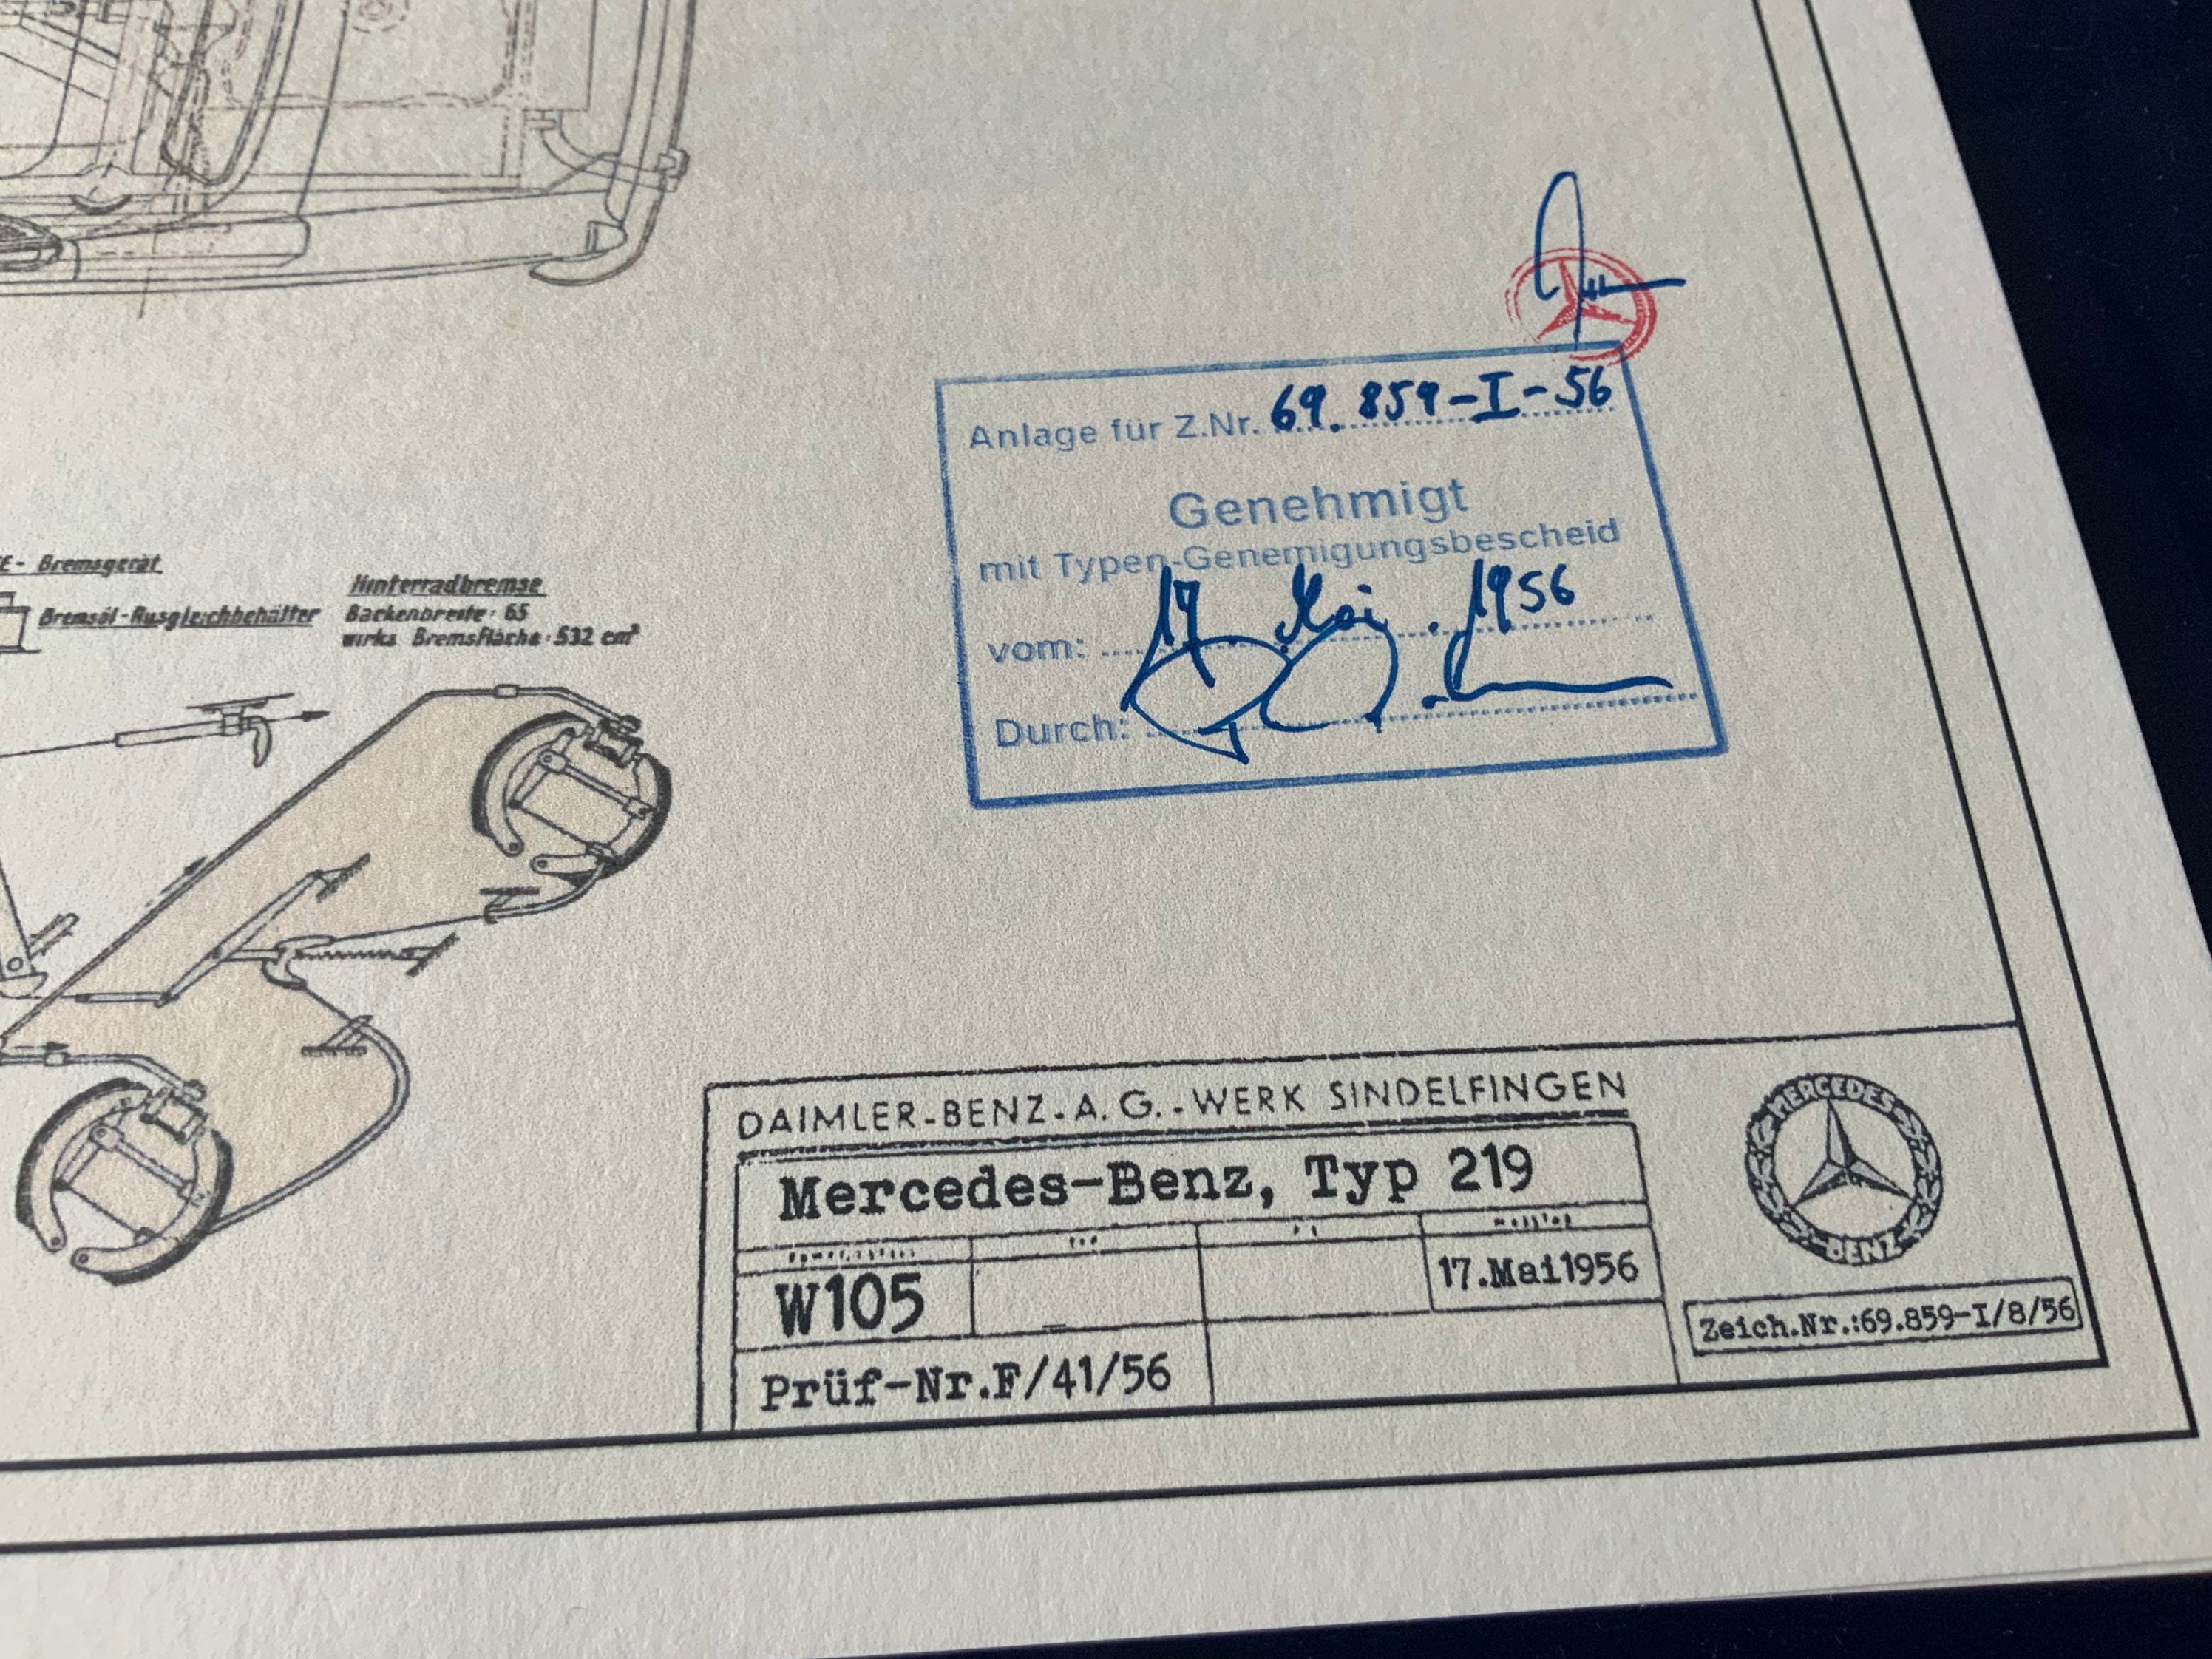 Anlage für Z.Nr. 69.859-I-56
Genehmigt
mit Typen-Genemigungsbescheid
vom: 17. Mai. 1956
Durch:
E- Bremsgerät
Bremsöl-Ausgleichbehälter
Hinterradbremse
Backenbreite: 65
wirks Bremsfläche: 532 cm²
DAIMLER-BENZ-A.G.-WERK SINDELFINGEN
Mercedes-Benz, Typ 219
W105
17.Mai1956
Prüf-Nr.F/41/56
MERCEDES
BENZ
Zeich.Nr.:69.859-I/8/56